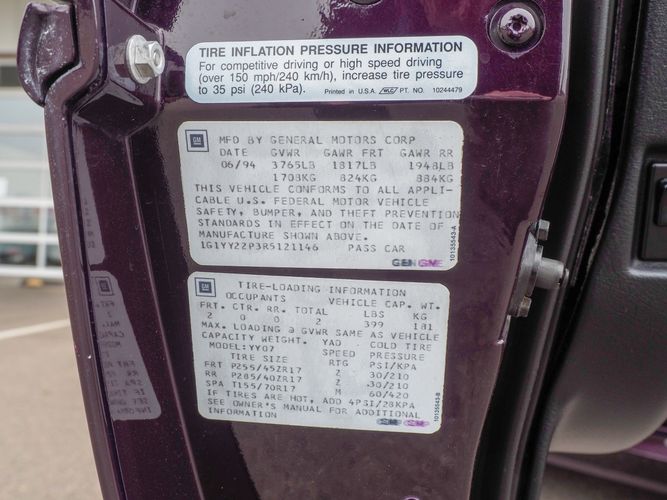 TIRE INFLATION PRESSURE INFORMATION
For competitive driving or high speed driving
(over 150 mph/240 km/h), increase tire pressure
to 35 psi (240 kPa). Printed in U.S.A. PT. NO. 10244479
GM MFD BY GENERAL MOTORS CORP
DATE GVWR GAWR FRT GAWR RR
06/94 3765LB 1817LB 1948LB
1708KG 824KG 884KG
THIS VEHICLE CONFORMS TO ALL APPLI-
CABLE U.S. FEDERAL MOTOR VEHICLE
SAFETY, BUMPER, AND THEFT PREVENTION
STANDARDS IN EFFECT ON THE DATE OF
MANUFACTURE SHOWN ABOVE.
1G1YY22P3R5121146 PASS CAR
10135543-A
GM TIRE-LOADING INFORMATION
OCCUPANTS VEHICLE CAP. WT.
FRT. CTR. RR. TOTAL LBS KG
2 0 0 2 399 181
MAX. LOADING @ GVWR SAME AS VEHICLE
CAPACITY WEIGHT. YAD COLD TIRE
MODEL:YY07 SPEED PRESSURE
TIRE SIZE RTG PSI/KPA
FRT P255/45ZR17 Z 30/210
RR P285/40ZR17 Z 30/210
SPA T155/70R17 M 60/420
IF TIRES ARE HOT, ADD 4PSI/28KPA
SEE OWNER'S MANUAL FOR ADDITIONAL
INFORMATION
10135543-B